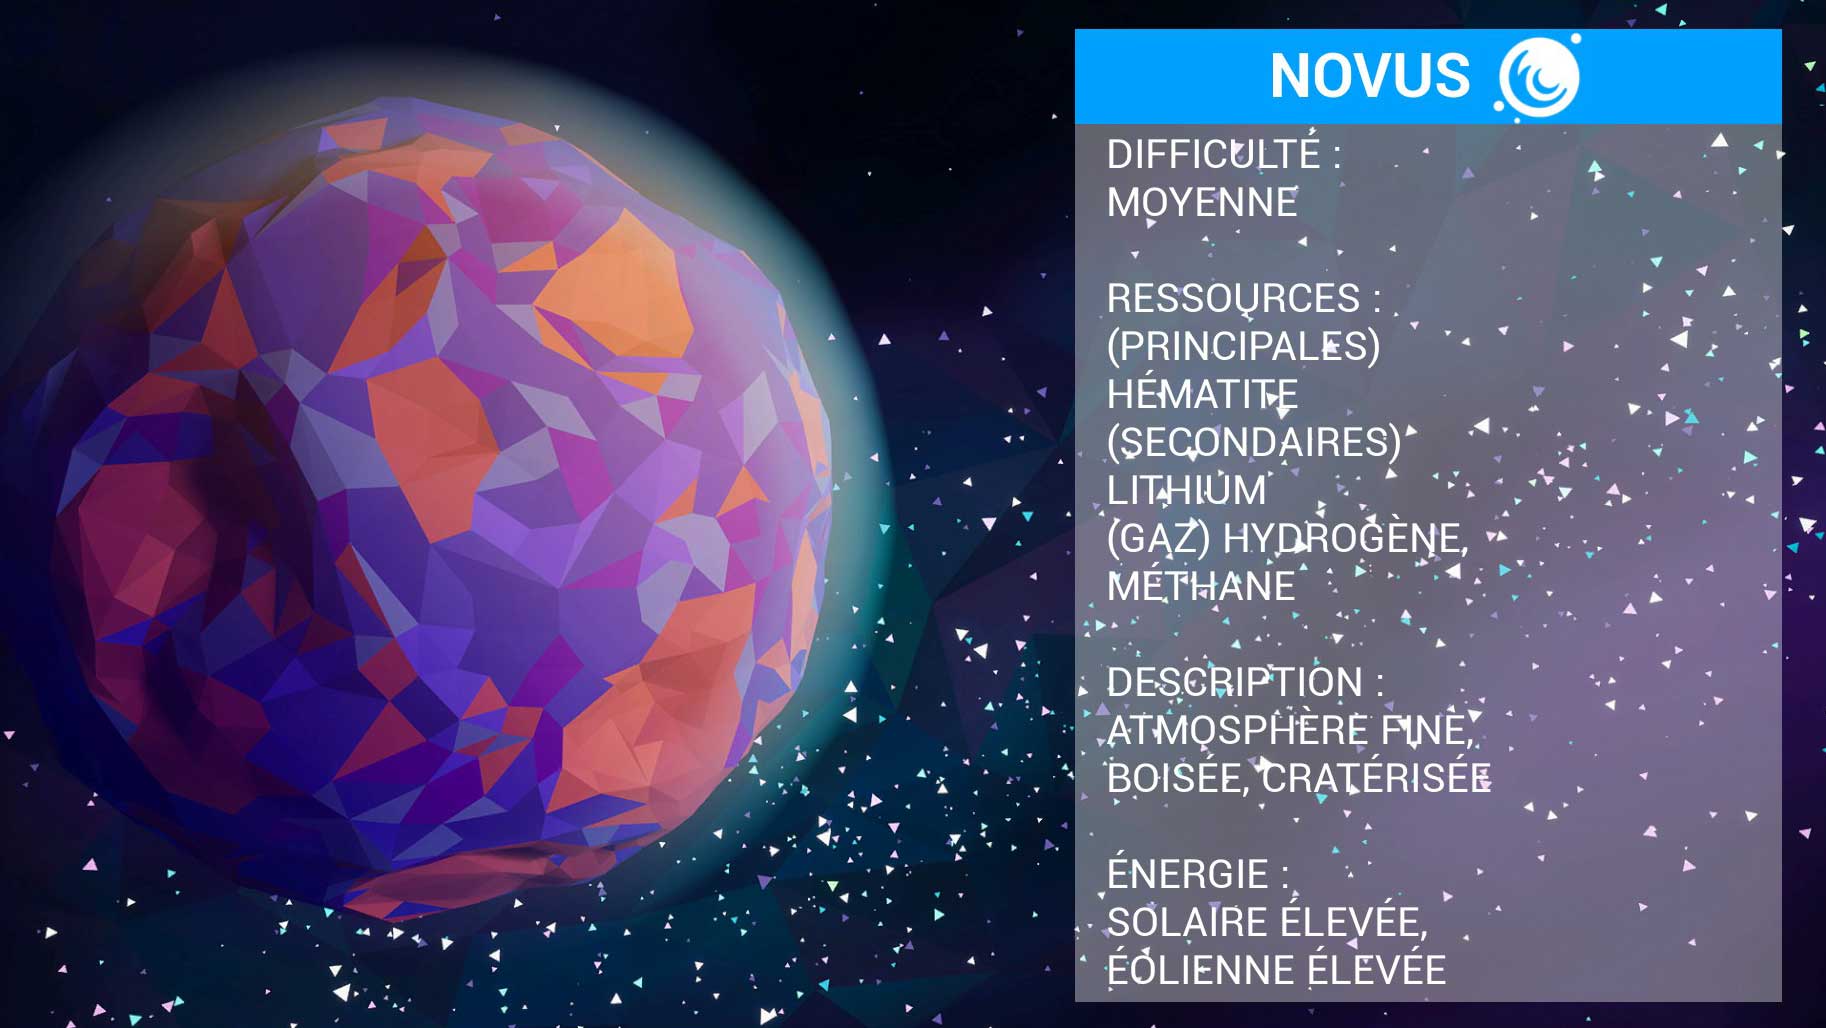 NOVUS
DIFFICULTÉ :
MOYENNE
RESSOURCES :
(PRINCIPALES)
HÉMATITE
(SECONDAIRES)
LITHIUM
(GAZ) HYDROGÈNE,
MÉTHANE
DESCRIPTION :
ATMOSPHÈRE FINE,
BOISÉE, CRATÉRISÉE
ÉNERGIE :
SOLAIRE ÉLEVÉE,
ÉOLIENNE ÉLEVÉE